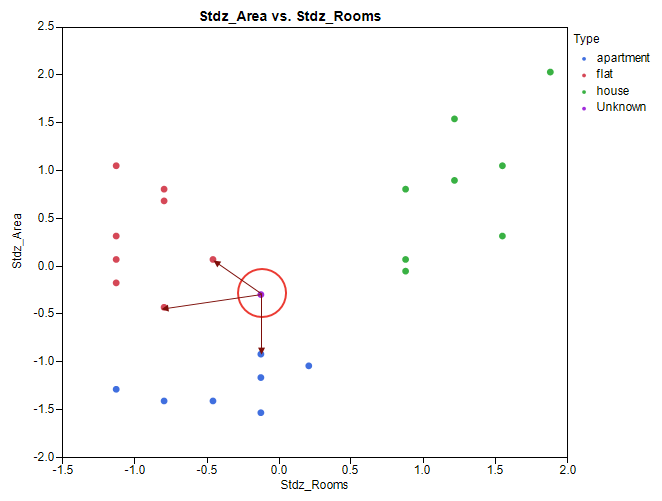 Stdz_Area vs. Stdz_Rooms
2.5
2.0
1.5
1.0
0.5
0.0
-0.5
-1.0
-1.5
-2.0
Stdz_Area
-1.5 -1.0 -0.5 0.0 0.5 1.0 1.5 2.0
Stdz_Rooms
Type
apartment
flat
house
Unknown